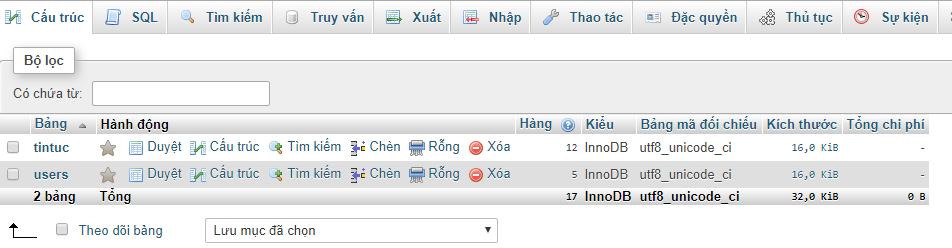 Cấu trúc SQL Tìm kiếm Truy vấn Xuất Nhập Thao tác Đặc quyền Thủ tục Sự kiện
Bộ lọc
Có chứa từ:
Bảng Hành động Hàng Kiểu Bảng mã đối chiếu Kích thước Tổng chi phí
tintuc Duyệt Cấu trúc Tìm kiếm Chèn Rỗng Xóa 12 InnoDB utf8_unicode_ci 16,0 KiB -
users Duyệt Cấu trúc Tìm kiếm Chèn Rỗng Xóa 5 InnoDB utf8_unicode_ci 16,0 KiB -
2 bảng Tổng 17 InnoDB utf8_unicode_ci 32,0 KiB 0 B
Theo dõi bảng Lưu mục đã chọn